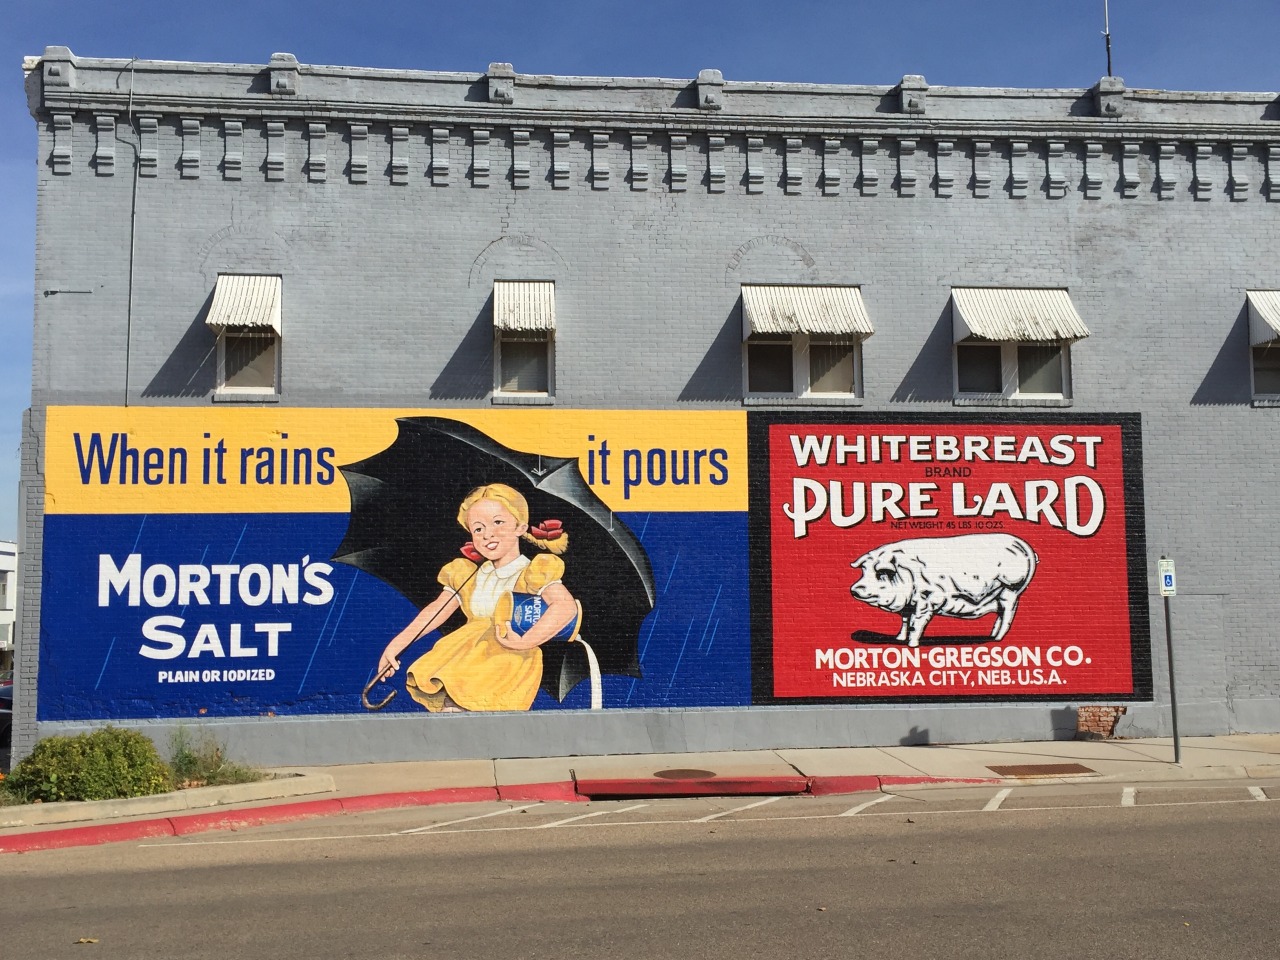 When it rains it pours
MORTON'S
SALT
PLAIN OR IODIZED
MORTON
SALT
WHITEBREAST
BRAND
PURE LARD
NET WEIGHT 45 LBS 10 OZS.
MORTON-GREGSON CO.
NEBRASKA CITY, NEB. U.S.A.